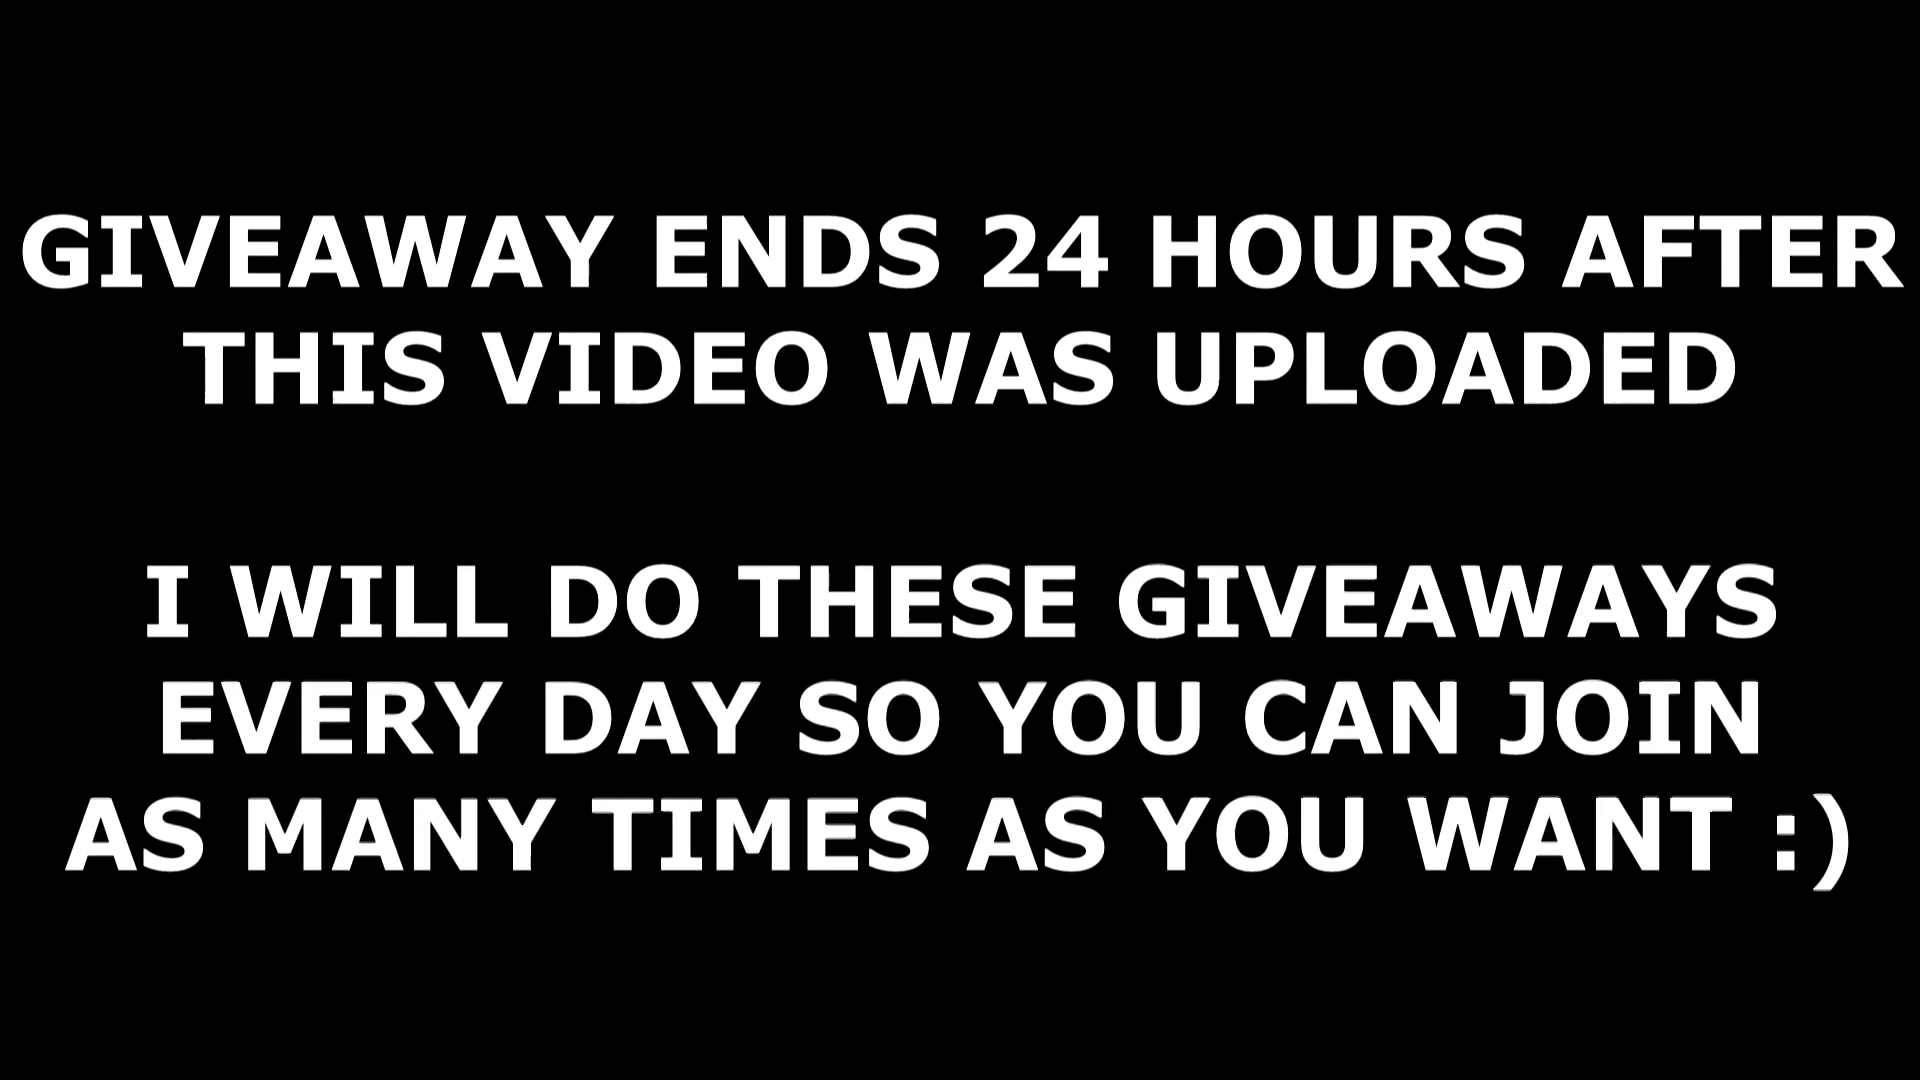 GIVEAWAY ENDS 24 HOURS AFTER
THIS VIDEO WAS UPLOADED
I WILL DO THESE GIVEAWAYS
EVERY DAY SO YOU CAN JOIN
AS MANY TIMES AS YOU WANT :)